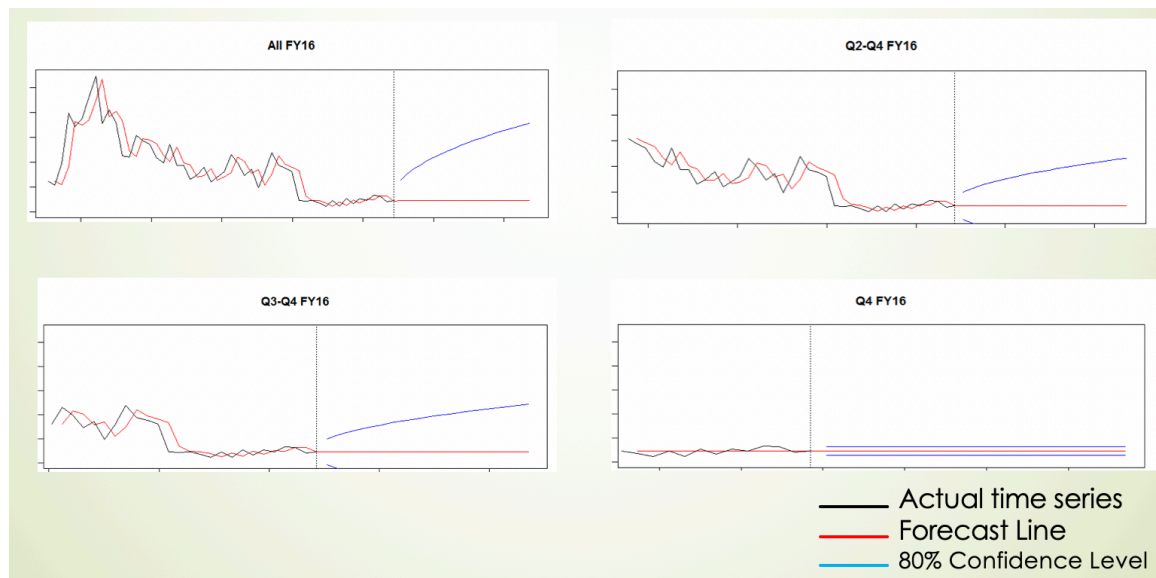 All FY16
Q2-Q4 FY16
Q3-Q4 FY16
Q4 FY16
Actual time series
Forecast Line
80% Confidence Level